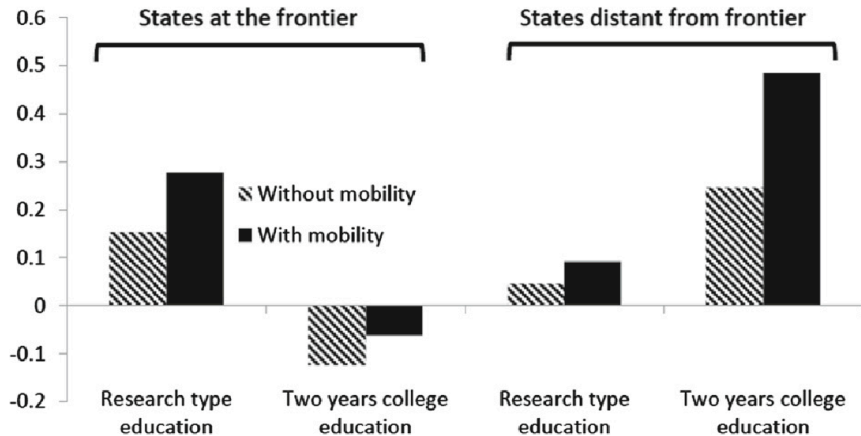 States at the frontier
States distant from frontier
0.6
0.5
0.4
0.3
0.2
0.1
0
-0.1
-0.2
Without mobility
With mobility
Research type
education
Two years college
education
Research type
education
Two years college
education